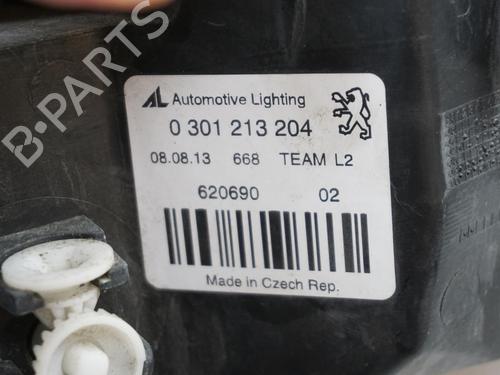 B-PARTS
AL Automotive Lighting
0 301 213 204
08.08.13 668 TEAM L2
620690 02
Made in Czech Rep.